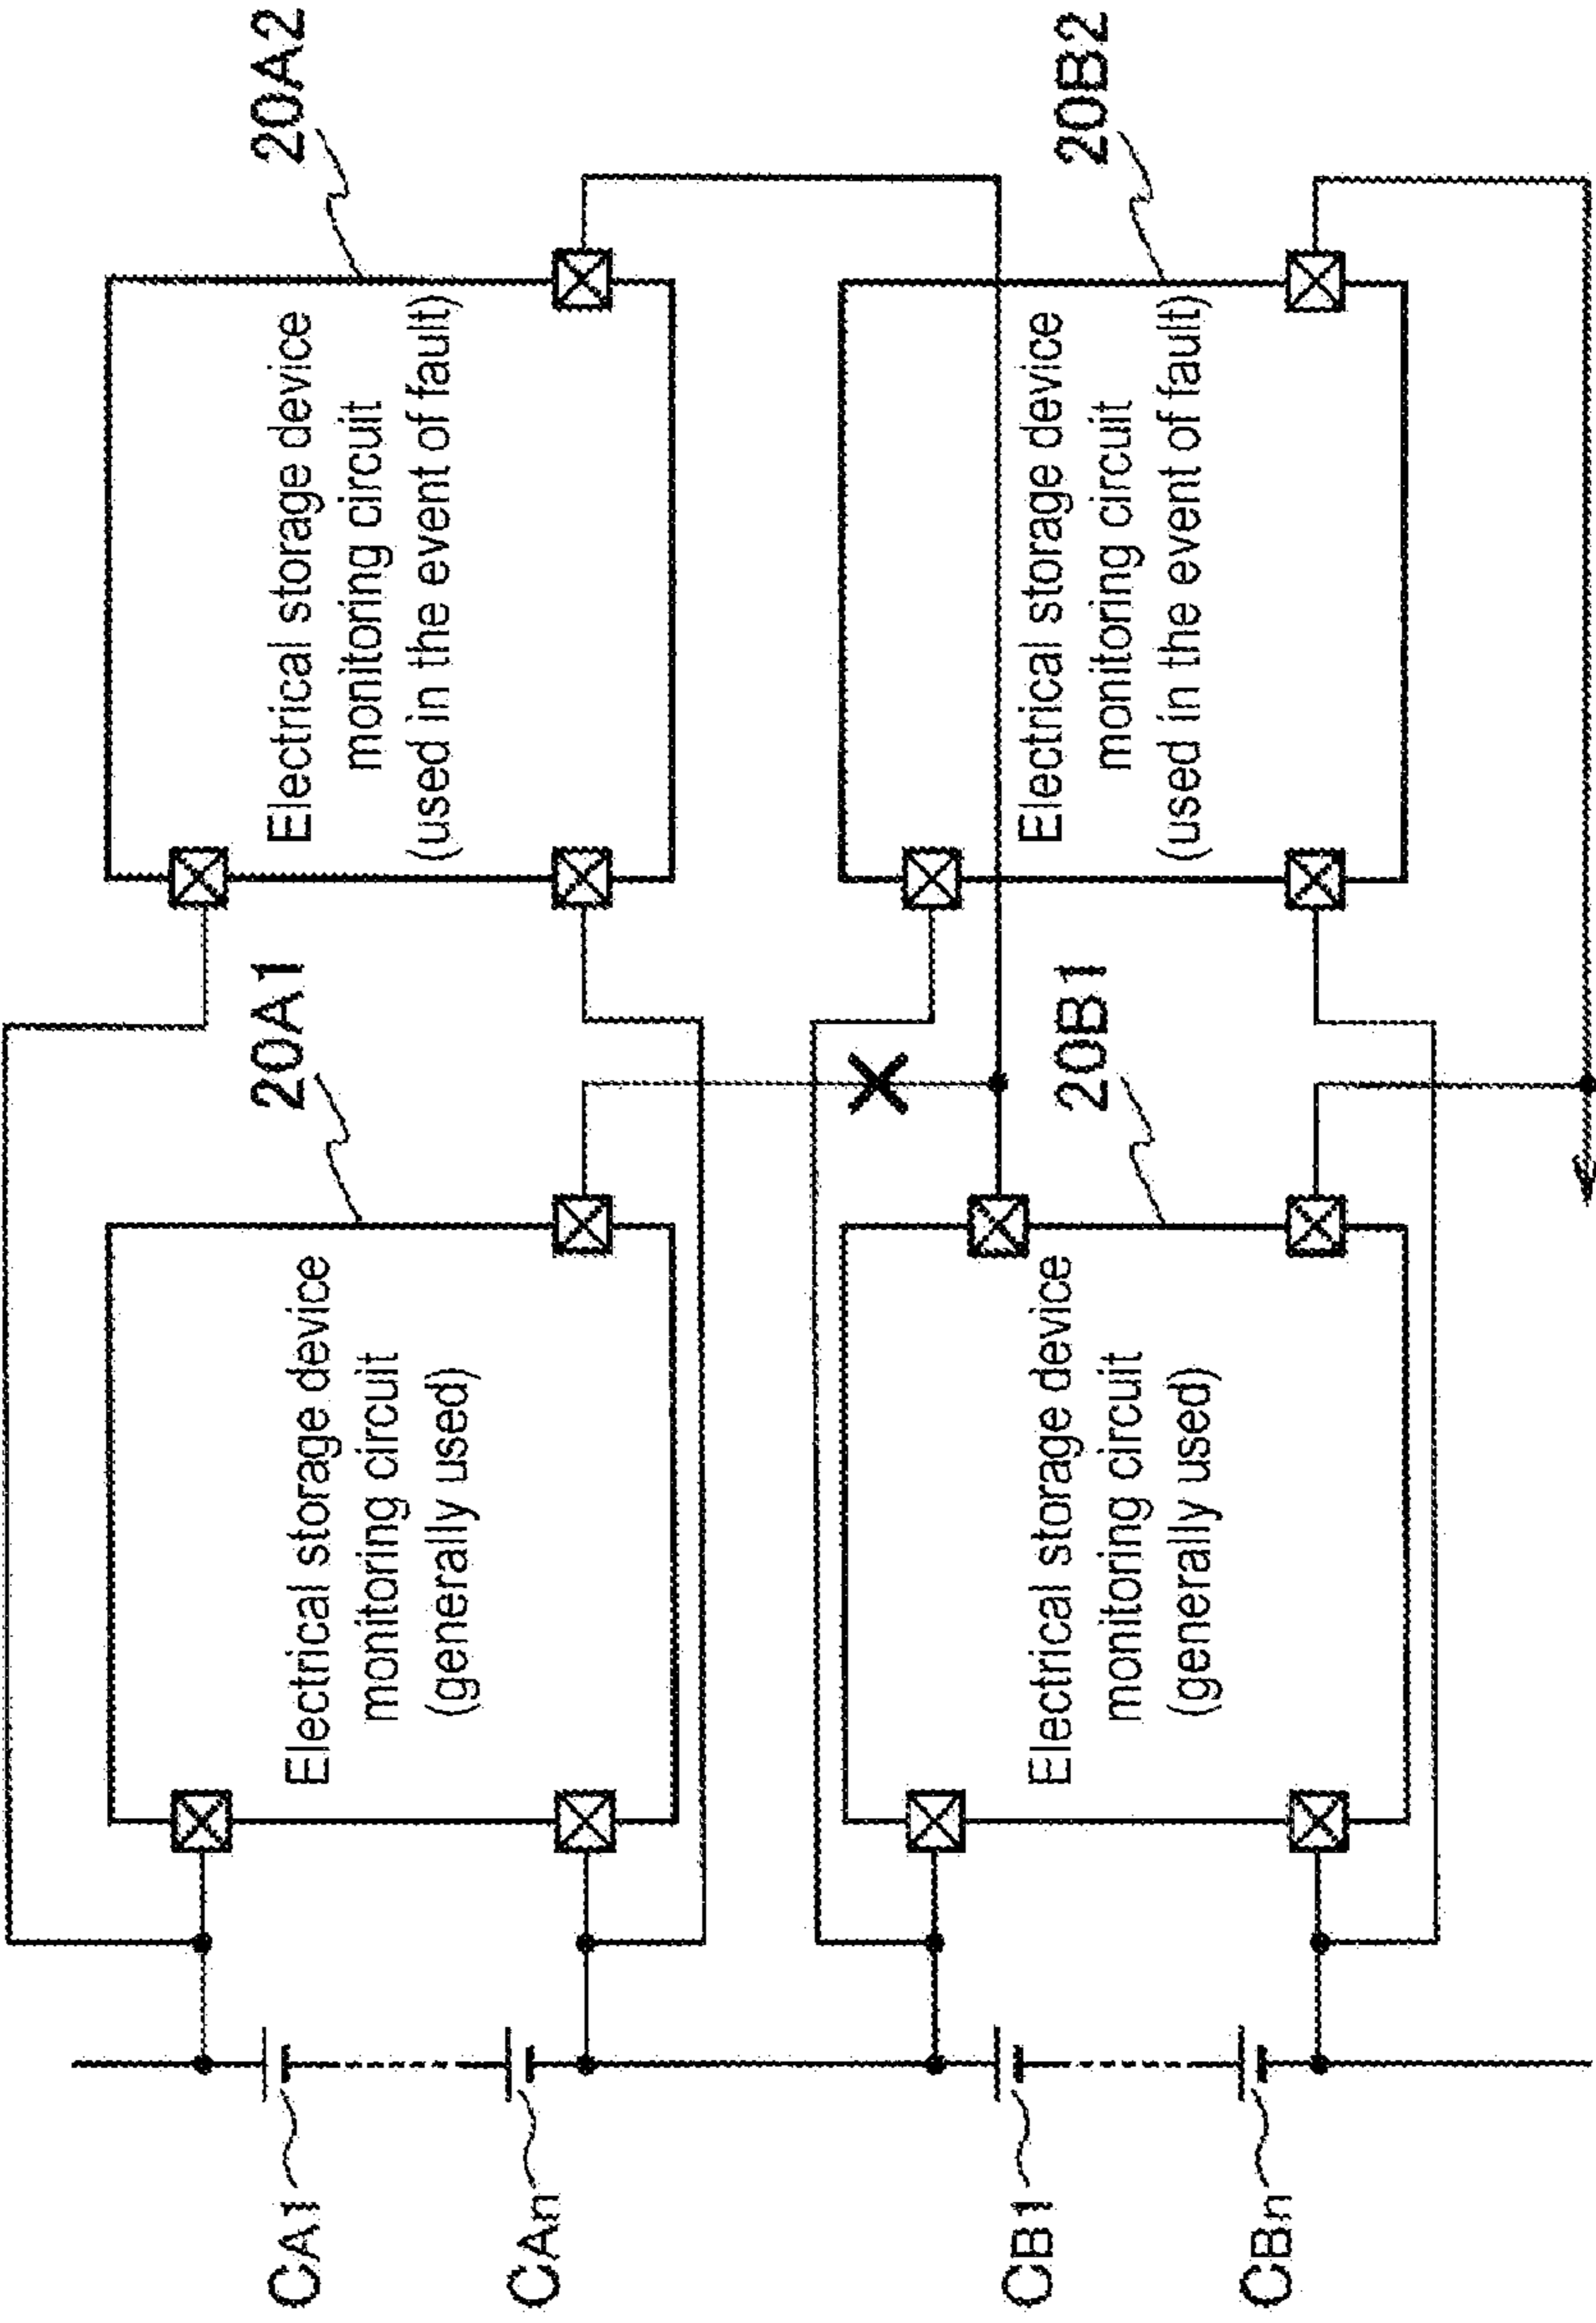 20A1
20A2
Electrical storage device
monitoring circuit
(generally used)
Electrical storage device
monitoring circuit
(used in the event of fault)
CA1
CAn
20B1
20B2
Electrical storage device
monitoring circuit
(generally used)
Electrical storage device
monitoring circuit
(used in the event of fault)
CB1
CBn